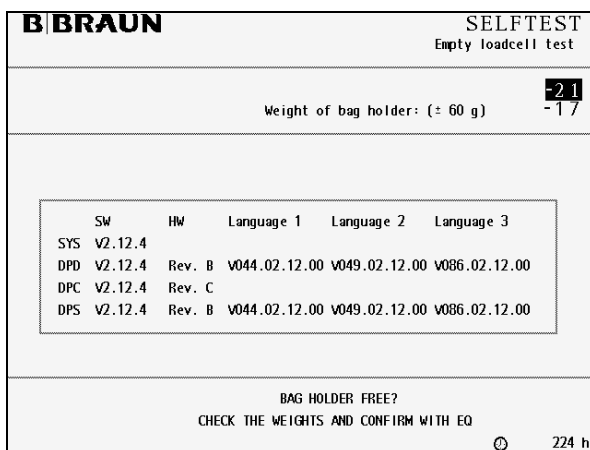 B|BRAUN
SELFTEST
Empty loadcell test
-21
Weight of bag holder: (± 60 g)
-17
SW HW Language 1 Language 2 Language 3
SYS V2.12.4
DPD V2.12.4 Rev. B V044.02.12.00 V049.02.12.00 V086.02.12.00
DPC V2.12.4 Rev. C
DPS V2.12.4 Rev. B V044.02.12.00 V049.02.12.00 V086.02.12.00
BAG HOLDER FREE?
CHECK THE WEIGHTS AND CONFIRM WITH EQ
224 h